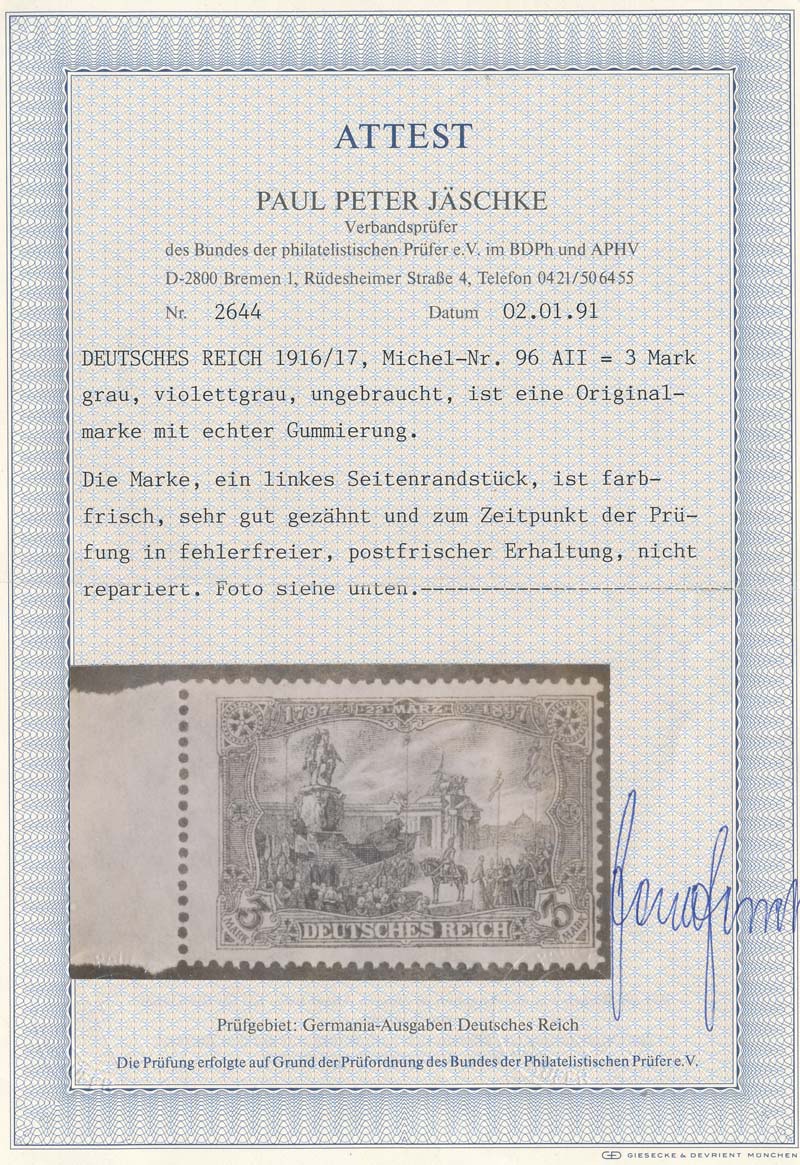 ATTEST
PAUL PETER JÄSCHKE
Verbandsprüfer
des Bundes der philatelistischen Prüfer e.V. im BDPh und APHV
D-2800 Bremen 1, Rüdesheimer Straße 4, Telefon 0421/506455
Nr. 2644 Datum 02.01.91
DEUTSCHES REICH 1916/17, Michel-Nr. 96 AII = 3 Mark
grau, violettgrau, ungebraucht, ist eine Original-
marke mit echter Gummierung.
Die Marke, ein linkes Seitenrandstück, ist farb-
frisch, sehr gut gezähnt und zum Zeitpunkt der Prü-
fung in fehlerfreier, postfrischer Erhaltung, nicht
repariert. Foto siehe unten.
1797 22. MÄRZ 1897
3 MARK DEUTSCHES REICH 3 MARK
Prüfgebiet: Germania-Ausgaben Deutsches Reich
Die Prüfung erfolgte auf Grund der Prüfordnung des Bundes der Philatelistischen Prüfer e.V.
GIESECKE & DEVRIENT MÜNCHEN